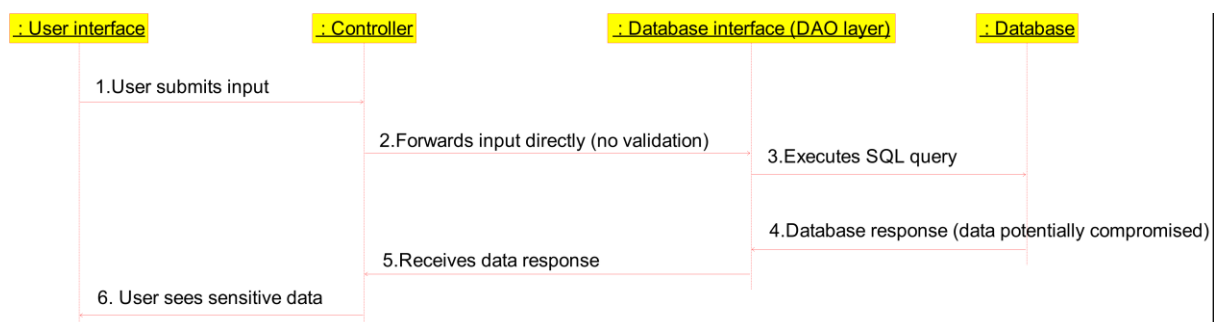 : User interface
: Controller
: Database interface (DAO layer)
: Database
1.User submits input
2.Forwards input directly (no validation)
3.Executes SQL query
4.Database response (data potentially compromised)
5.Receives data response
6. User sees sensitive data